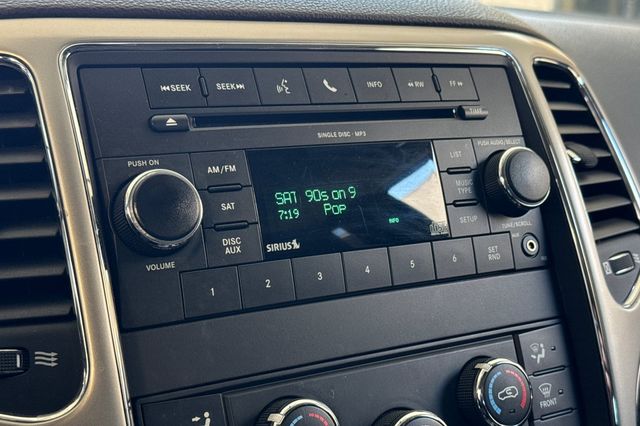 SEEK
SEEK
INFO
RW
FF
TIME
SINGLE DISC - MP3
PUSH ON
VOLUME
AM/FM
SAT
DISC
AUX
SAT 90s on 9
7:19 Pop
INFO
SIRIUS
LIST
MUSIC
TYPE
SETUP
PUSH AUDIO/SELECT
TUNE/SCROLL
1
2
3
4
5
6
SET
RND
FRONT